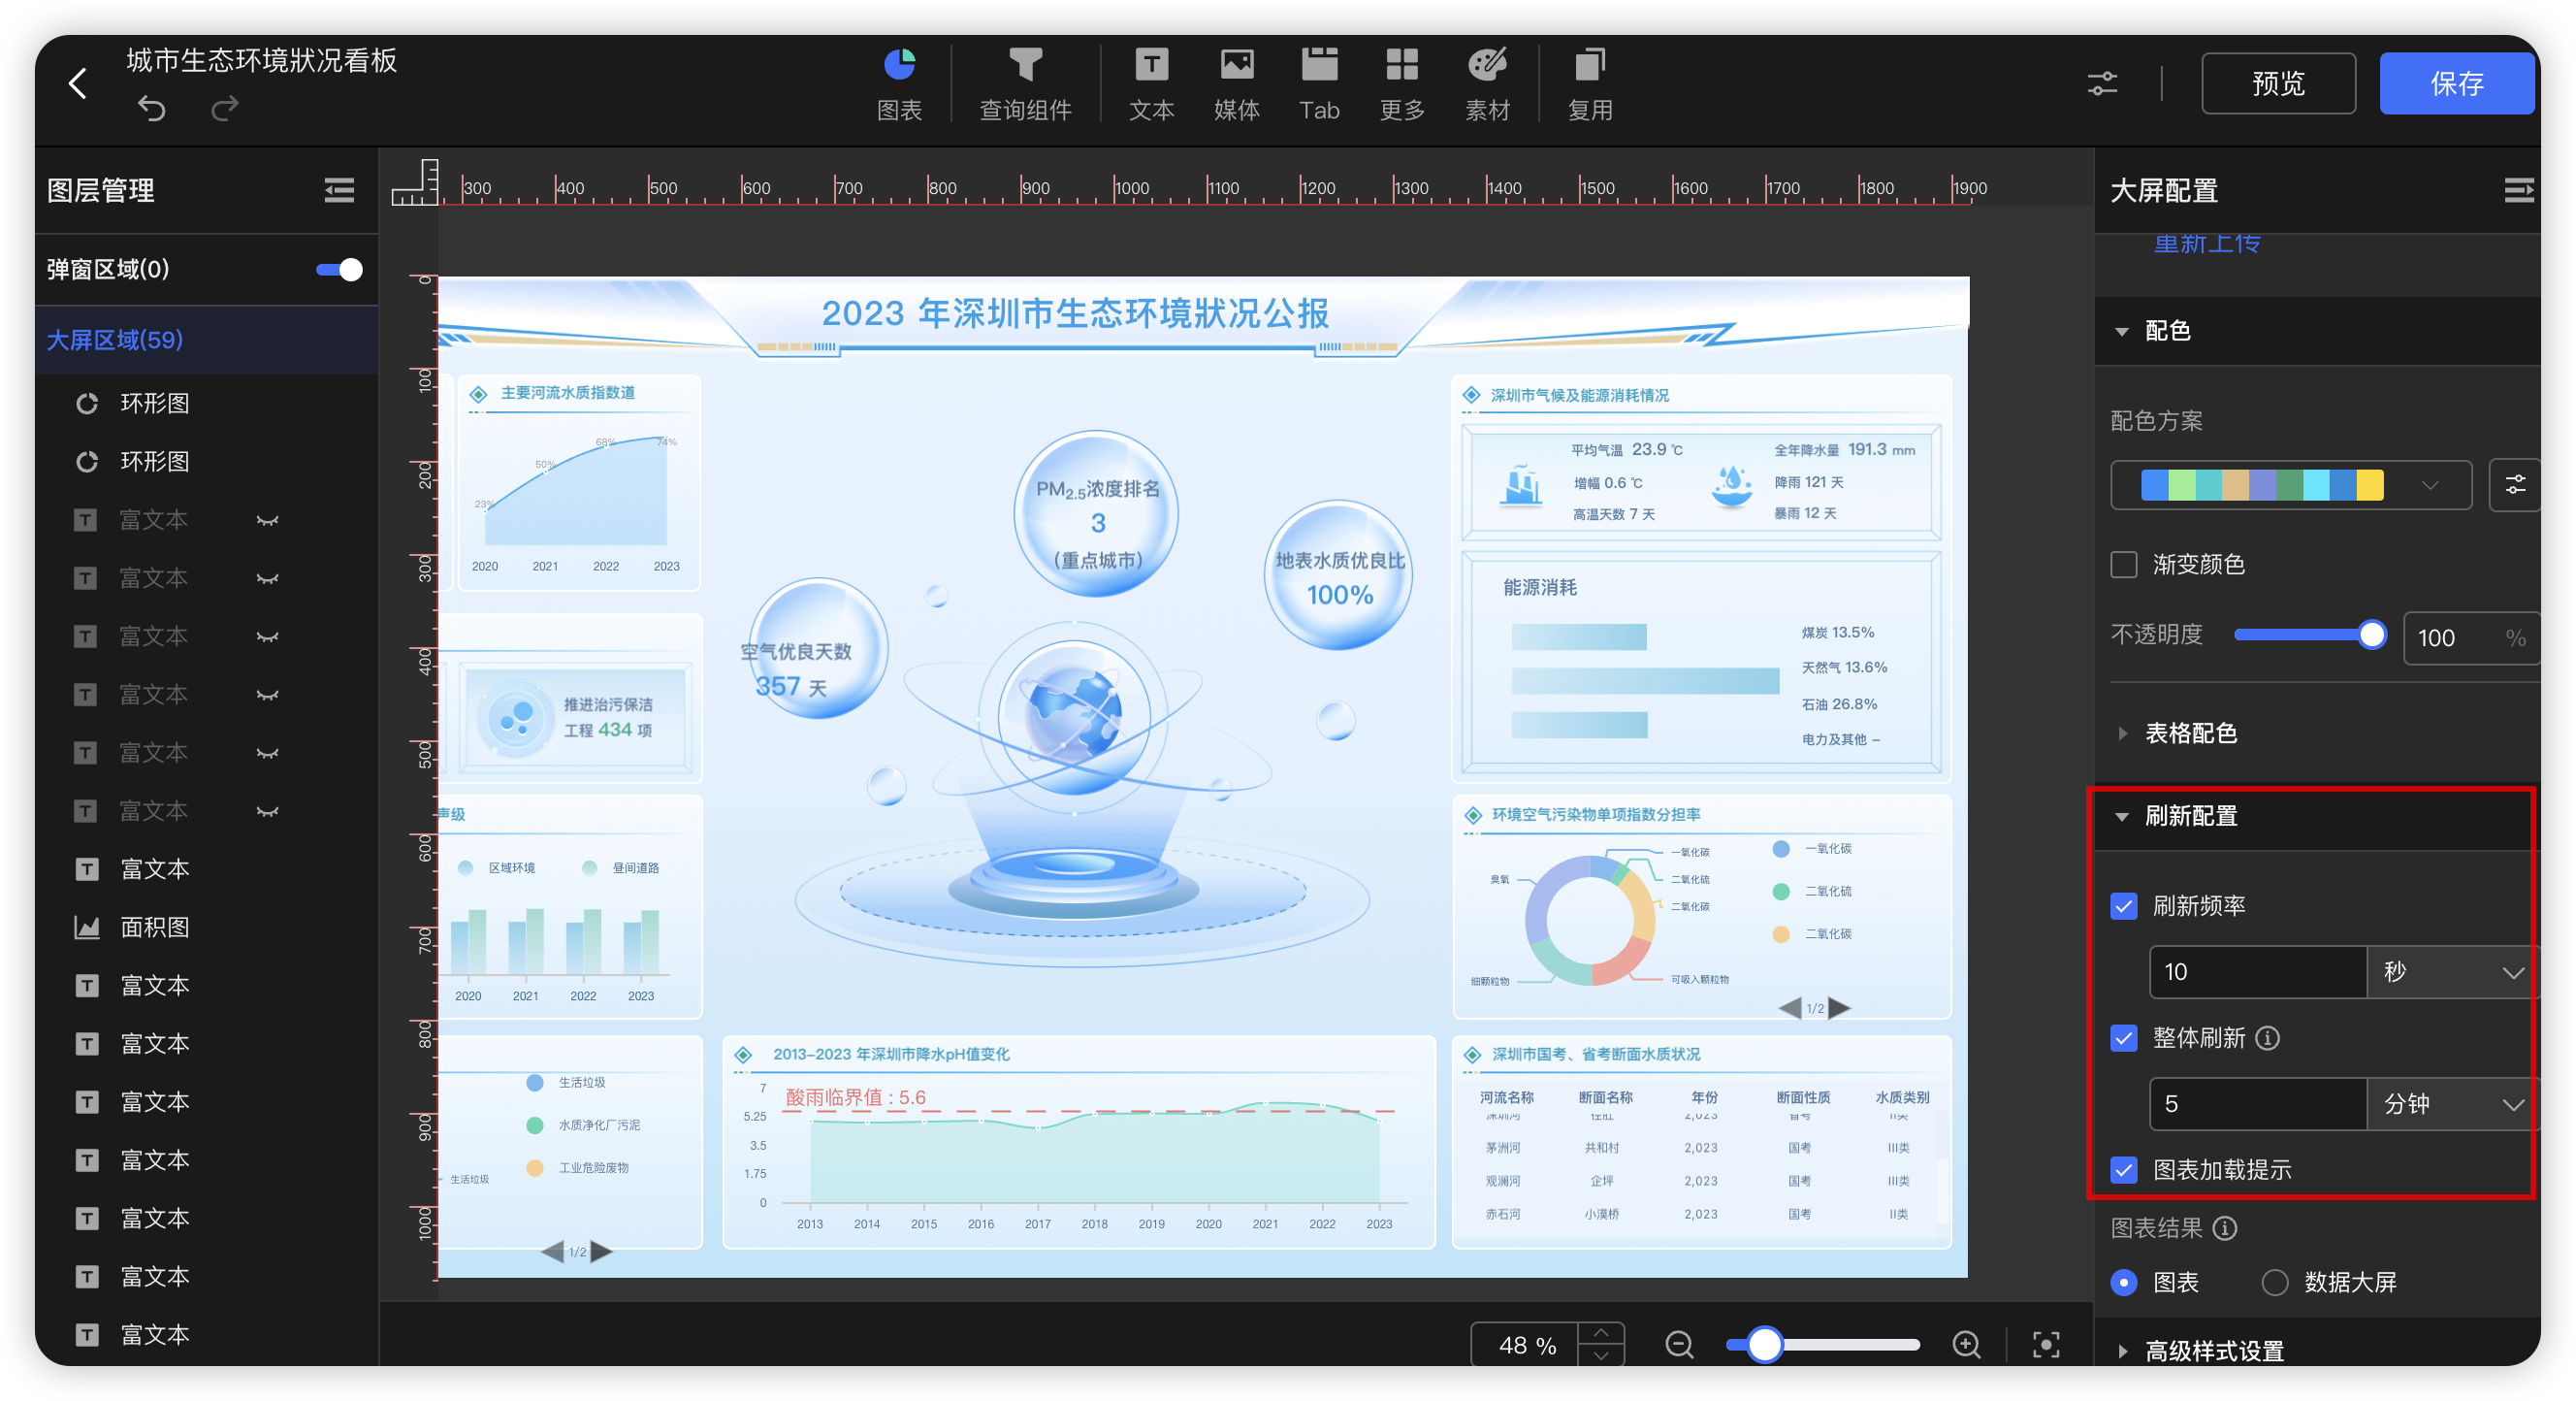 城市生态环境状况看板
图表
查询组件
文本
媒体
Tab
更多
素材
复用
预览
保存
图层管理
弹窗区域(0)
大屏区域(59)
环形图
环形图
富文本
富文本
富文本
富文本
富文本
富文本
富文本
面积图
富文本
富文本
富文本
富文本
富文本
富文本
富文本
300 400 500 600 700 800 900 1000 1100 1200 1300 1400 1500 1600 1700 1800 1900
0
100
200
300
400
500
600
700
800
900
1000
2023 年深圳市生态环境状况公报
主要河流水质指数道
23%
50%
68%
74%
2020 2021 2022 2023
推进治污保洁
工程 434 项
声级
区域环境 昼间道路
2020 2021 2022 2023
生活垃圾
水质净化厂污泥
工业危险废物
生活垃圾
1/2
PM2.5浓度排名
3
(重点城市)
地表水质优良比
100%
空气优良天数
357 天
2013-2023 年深圳市降水pH值变化
酸雨临界值 : 5.6
7
5.25
3.5
1.75
0
2013 2014 2015 2016 2017 2018 2019 2020 2021 2022 2023
深圳市气候及能源消耗情况
平均气温 23.9 ℃
增幅 0.6 ℃
高温天数 7 天
全年降水量 191.3 mm
降雨 121 天
暴雨 12 天
能源消耗
煤炭 13.5%
天然气 13.6%
石油 26.8%
电力及其他 –
环境空气污染物单项指数分担率
一氧化碳
二氧化硫
二氧化碳
臭氧
细颗粒物
可吸入颗粒物
一氧化碳
二氧化硫
二氧化碳
1/2
深圳市国考、省考断面水质状况
河流名称 断面名称 年份 断面性质 水质类别
深圳河 径肚 2,023 省考 II类
茅洲河 共和村 2,023 国考 III类
观澜河 企坪 2,023 国考 III类
赤石河 小漠桥 2,023 国考 II类
48 %
大屏配置
重新上传
配色
配色方案
渐变颜色
不透明度 100 %
表格配色
刷新配置
刷新频率
10 秒
整体刷新
5 分钟
图表加载提示
图表结果
图表 数据大屏
高级样式设置